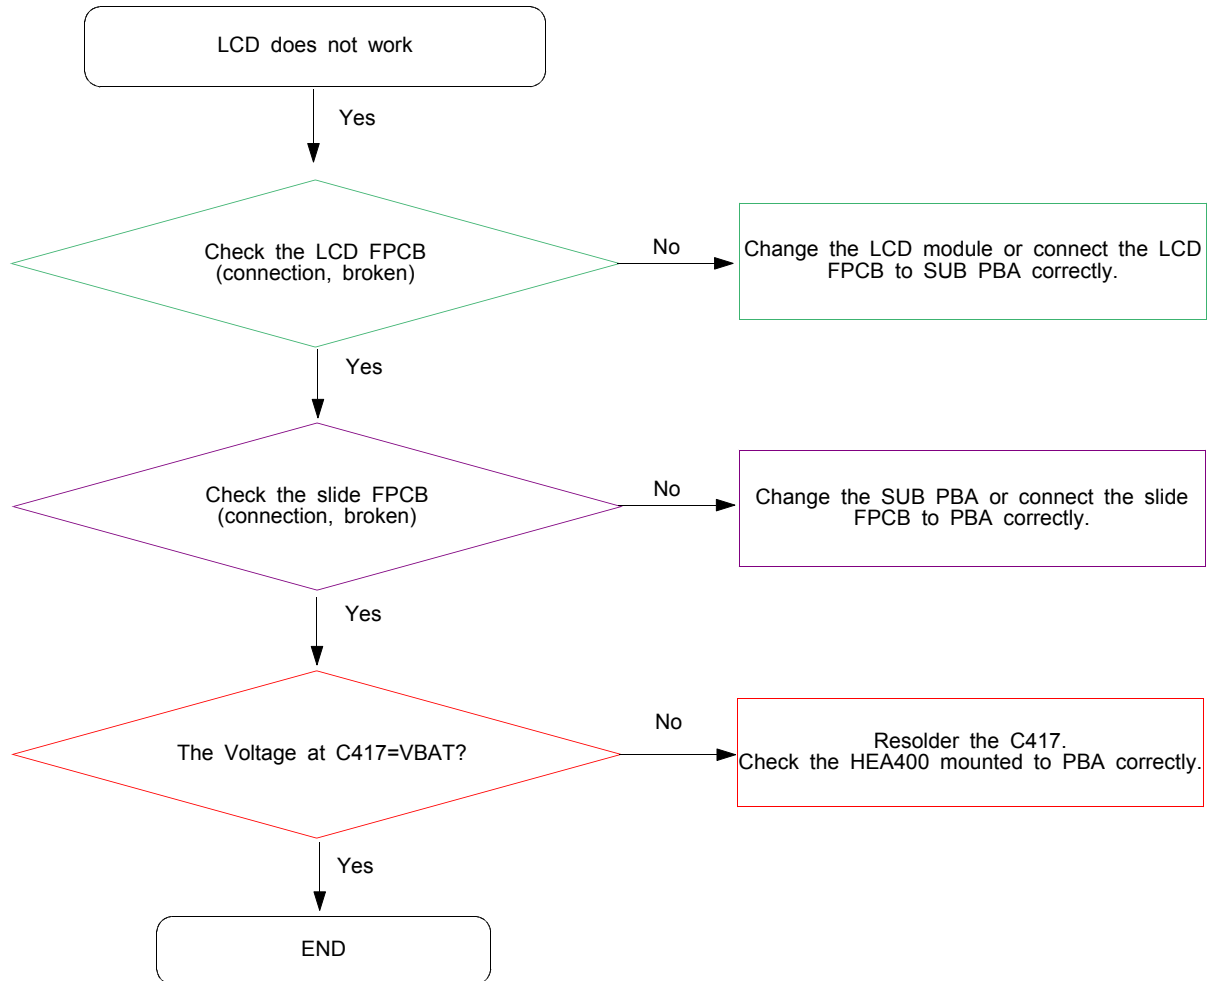 LCD does not work
Yes
Check the LCD FPCB
(connection, broken)
No
Change the LCD module or connect the LCD
FPCB to SUB PBA correctly.
Yes
Check the slide FPCB
(connection, broken)
No
Change the SUB PBA or connect the slide
FPCB to PBA correctly.
Yes
The Voltage at C417=VBAT?
No
Resolder the C417.
Check the HEA400 mounted to PBA correctly.
Yes
END